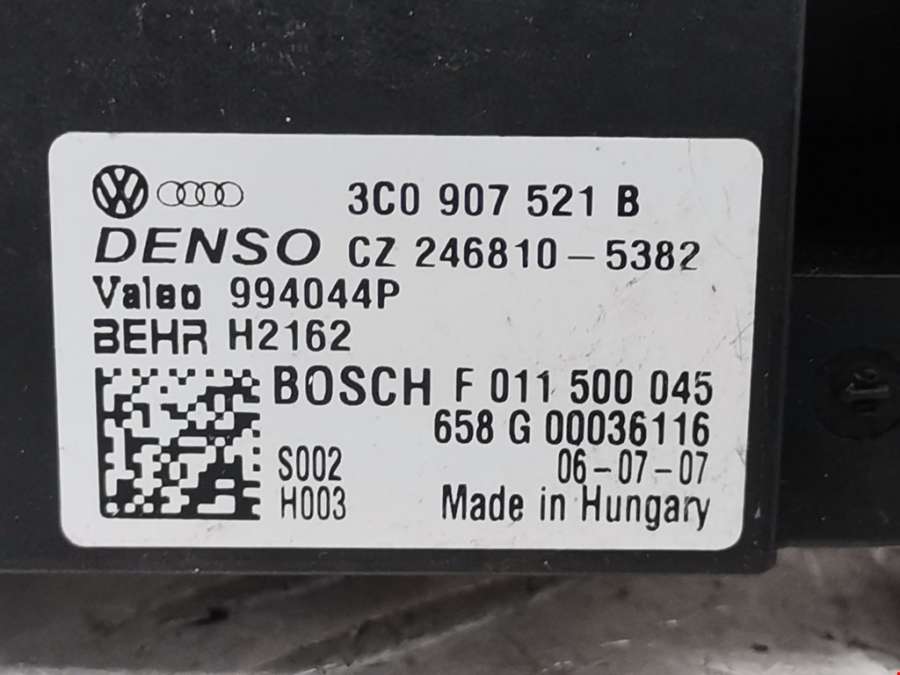 3C0 907 521 B
DENSO CZ 246810-5382
Valeo 994044P
BEHR H2162
BOSCH F 011 500 045
658 G 00036116
S002 06-07-07
H003 Made in Hungary